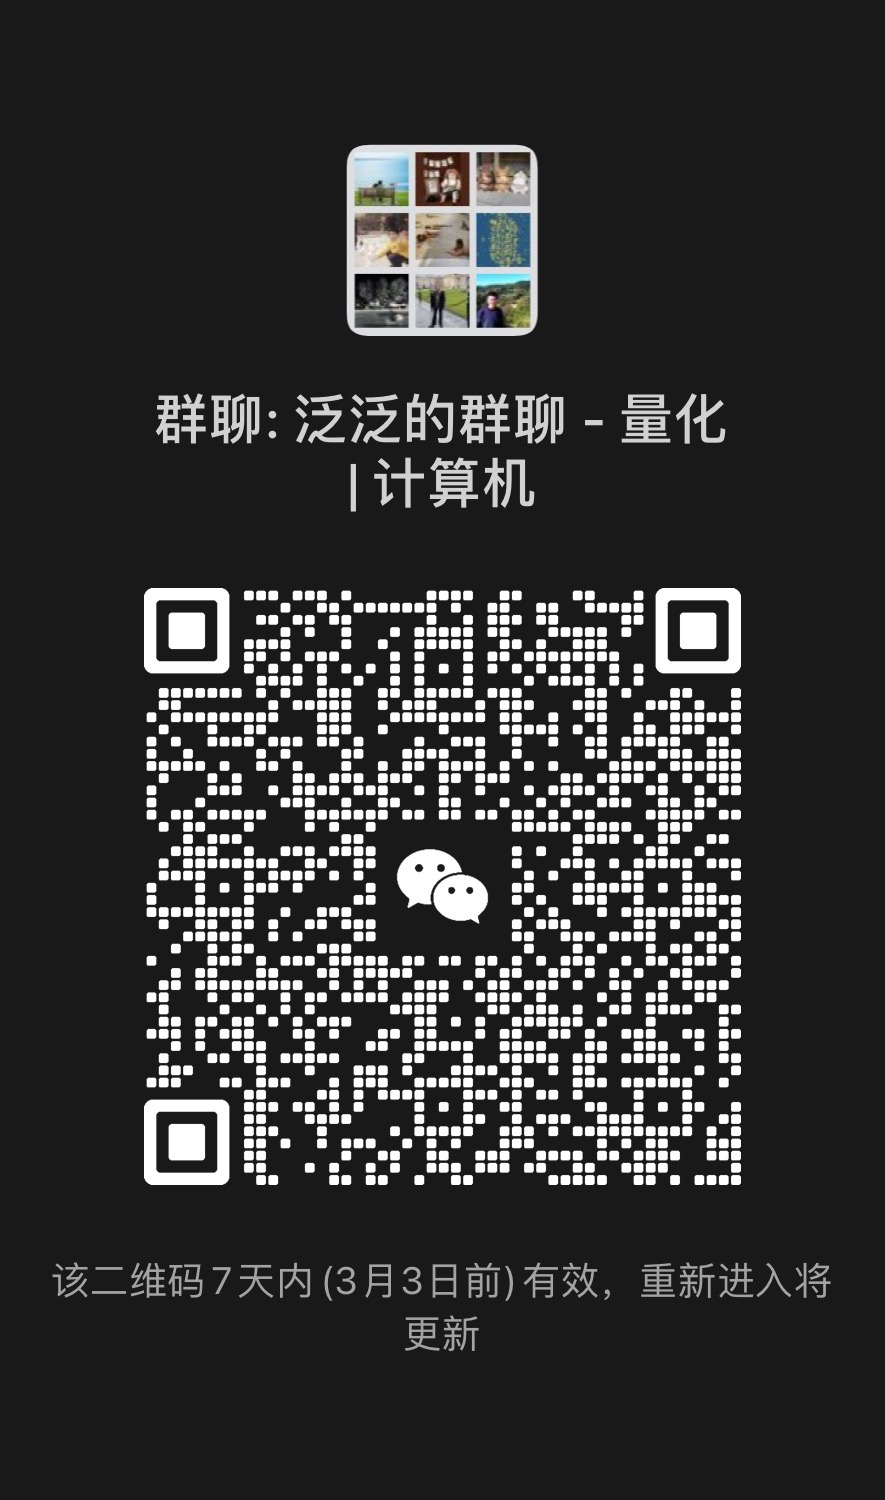 群聊: 泛泛的群聊 - 量化
| 计算机
该二维码7天内(3月3日前)有效，重新进入将
更新